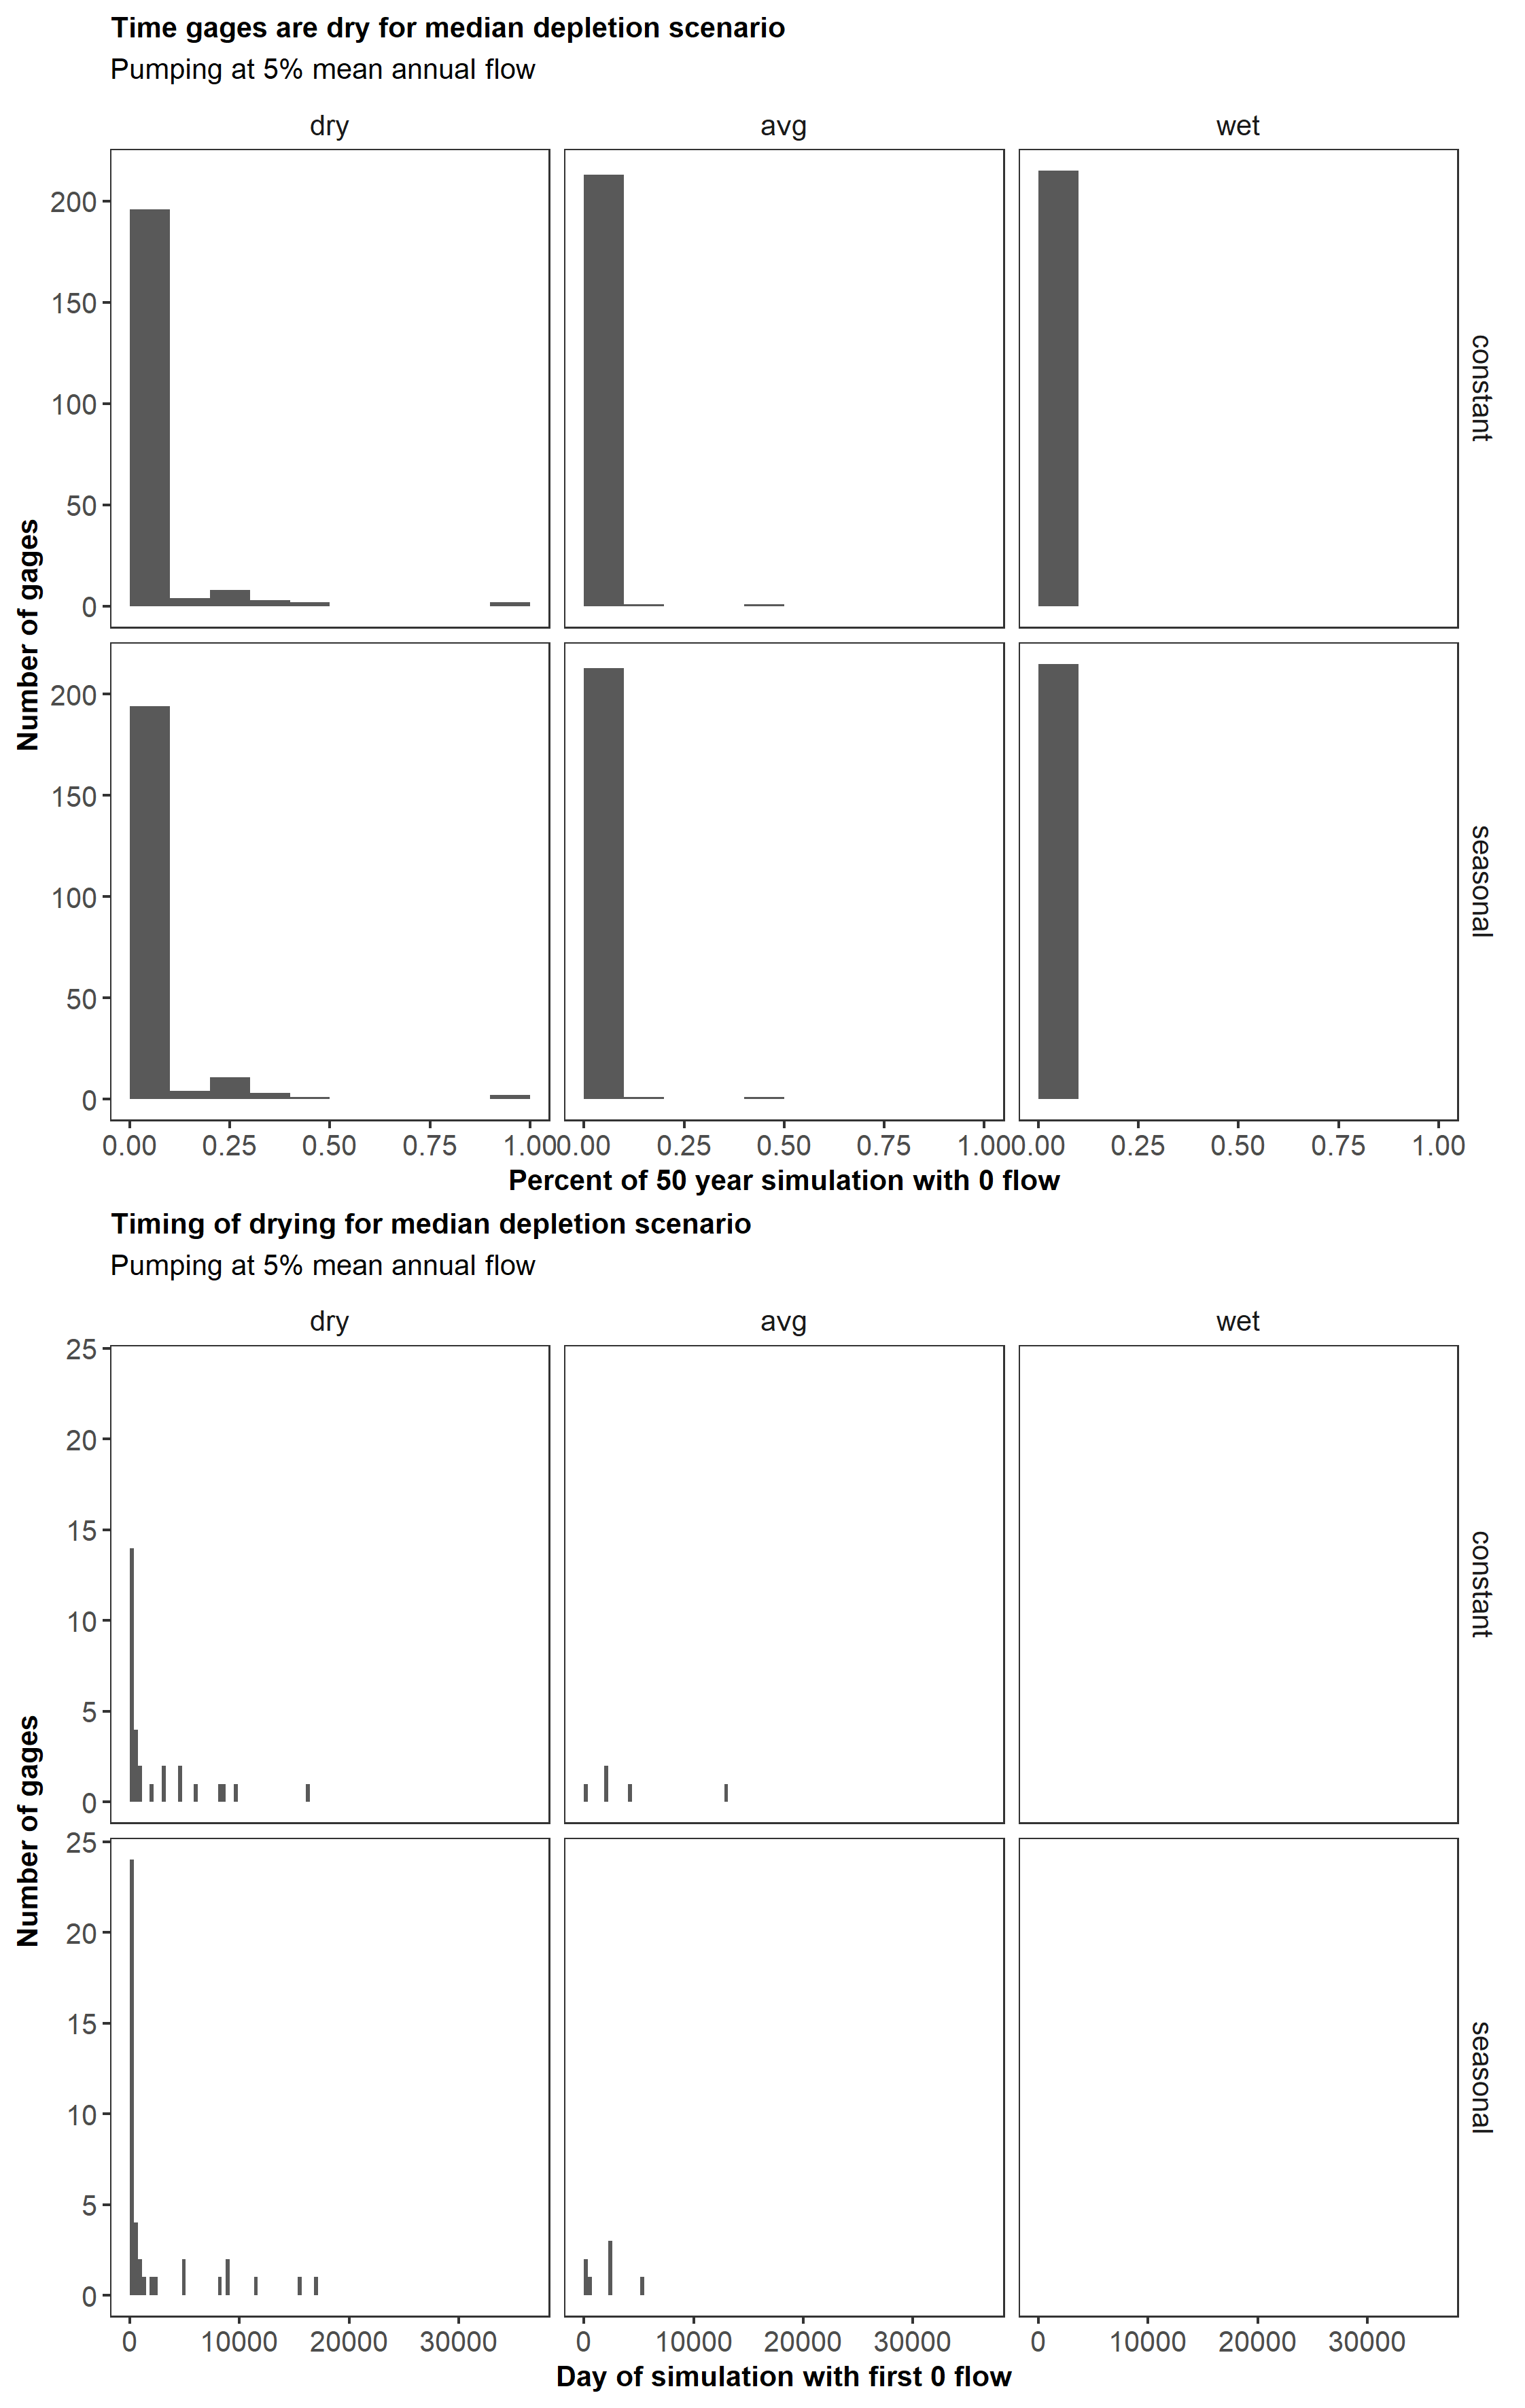 Time gages are dry for median depletion scenario
Pumping at 5% mean annual flow
dry avg wet
200
150
100
50
0
constant
Number of gages
200
150
100
50
0
seasonal
0.00 0.25 0.50 0.75 1.00 0.00 0.25 0.50 0.75 1.00 0.00 0.25 0.50 0.75 1.00
Percent of 50 year simulation with 0 flow
Timing of drying for median depletion scenario
Pumping at 5% mean annual flow
dry avg wet
25
20
15
10
5
0
constant
Number of gages
25
20
15
10
5
0
seasonal
0 10000 20000 30000 0 10000 20000 30000 0 10000 20000 30000
Day of simulation with first 0 flow